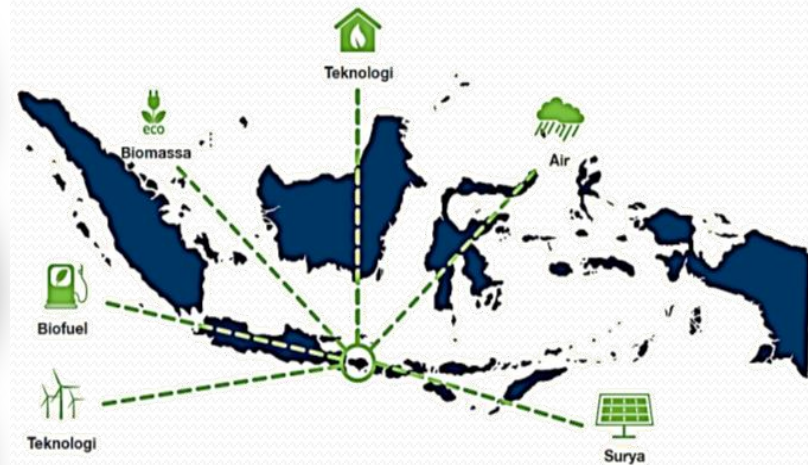 Teknologi
eco
Biomassa
Air
Biofuel
Teknologi
Surya